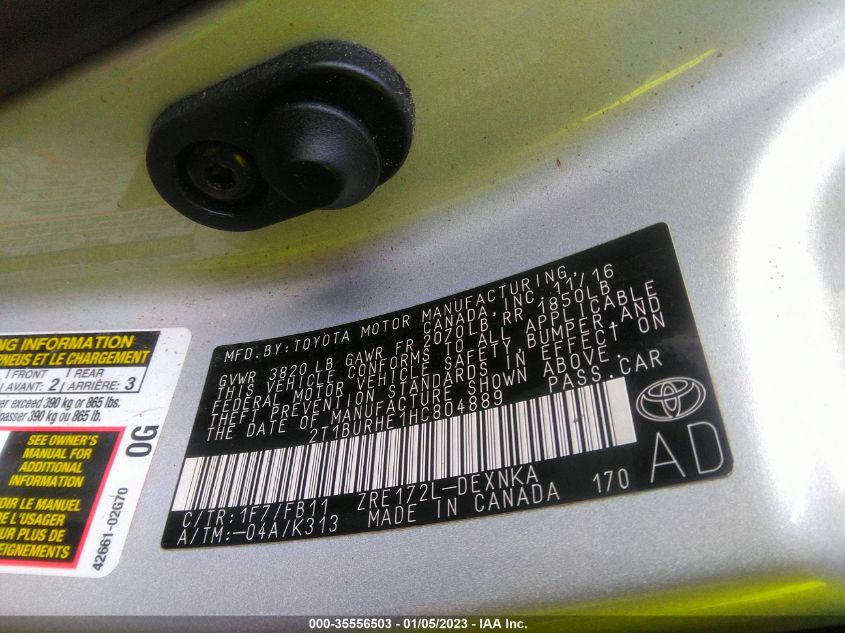 MFD.BY:TOYOTA MOTOR MANUFACTURING,
CANADA, INC. 11/16
GVWR 3820 LB GAWR FR 2070LB RR 1850LB
THIS VEHICLE CONFORMS TO ALL APPLICABLE
FEDERAL MOTOR VEHICLE SAFETY, BUMPER, AND
THEFT PREVENTION STANDARDS IN EFFECT ON
THE DATE OF MANUFACTURE SHOWN ABOVE.
2T1BURHE1HC804889 PASS.CAR
C/TR:1F7/FB11 ZRE172L-DEXNKA
A/TM:-04A/K313 MADE IN CANADA 170
AD
NG INFORMATION
PNEUS ET LE CHARGEMENT
FRONT
AVANT: 2
REAR
ARRIÈRE: 3
er exceed 390 kg or 865 lbs.
passer 390 kg ou 865 lb.
SEE OWNER'S
MANUAL FOR
ADDITIONAL
INFORMATION
OIR LE MANUEL
DE L'USAGER
POUR PLUS DE
EIGNEMENTS
0G
42661-02G70
000-35556503 - 01/05/2023 - IAA Inc.